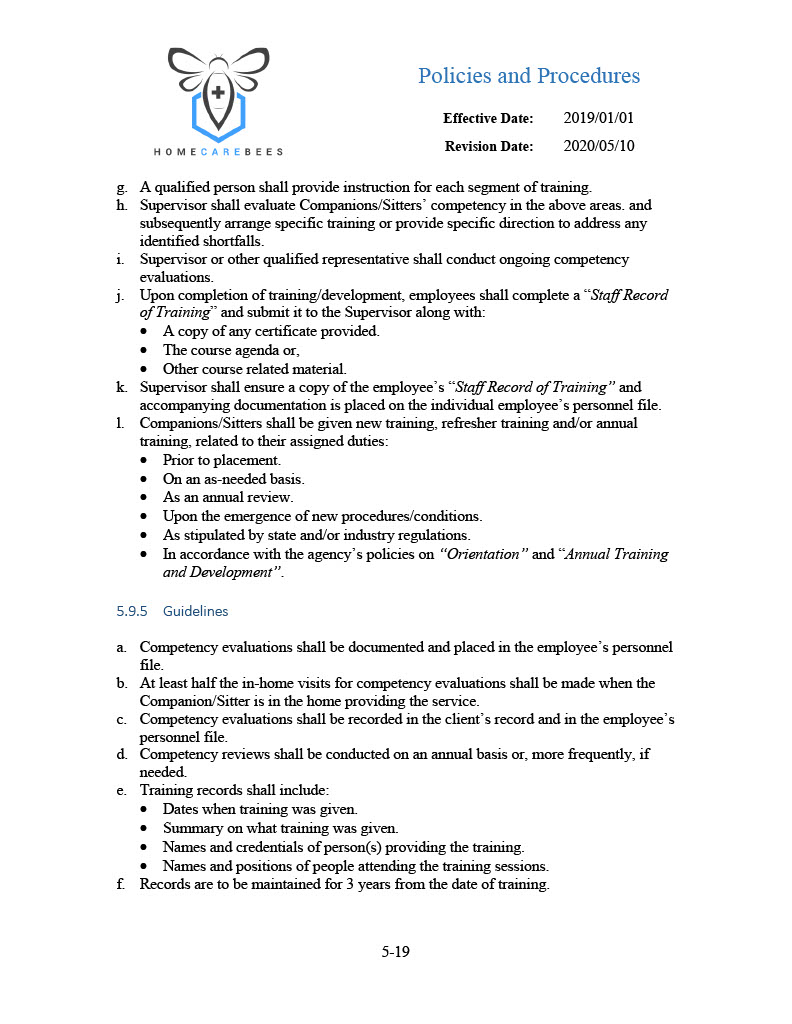 Policies and Procedures
Effective Date: 2019/01/01
Revision Date: 2020/05/10
HOMECAREBEES
g. A qualified person shall provide instruction for each segment of training.
h. Supervisor shall evaluate Companions/Sitters’ competency in the above areas. and
subsequently arrange specific training or provide specific direction to address any
identified shortfalls.
i. Supervisor or other qualified representative shall conduct ongoing competency
evaluations.
j. Upon completion of training/development, employees shall complete a “Staff Record
of Training” and submit it to the Supervisor along with:
• A copy of any certificate provided.
• The course agenda or,
• Other course related material.
k. Supervisor shall ensure a copy of the employee’s “Staff Record of Training” and
accompanying documentation is placed on the individual employee’s personnel file.
l. Companions/Sitters shall be given new training, refresher training and/or annual
training, related to their assigned duties:
• Prior to placement.
• On an as-needed basis.
• As an annual review.
• Upon the emergence of new procedures/conditions.
• As stipulated by state and/or industry regulations.
• In accordance with the agency’s policies on “Orientation” and “Annual Training
and Development”.
5.9.5 Guidelines
a. Competency evaluations shall be documented and placed in the employee’s personnel
file.
b. At least half the in-home visits for competency evaluations shall be made when the
Companion/Sitter is in the home providing the service.
c. Competency evaluations shall be recorded in the client’s record and in the employee’s
personnel file.
d. Competency reviews shall be conducted on an annual basis or, more frequently, if
needed.
e. Training records shall include:
• Dates when training was given.
• Summary on what training was given.
• Names and credentials of person(s) providing the training.
• Names and positions of people attending the training sessions.
f. Records are to be maintained for 3 years from the date of training.
5-19